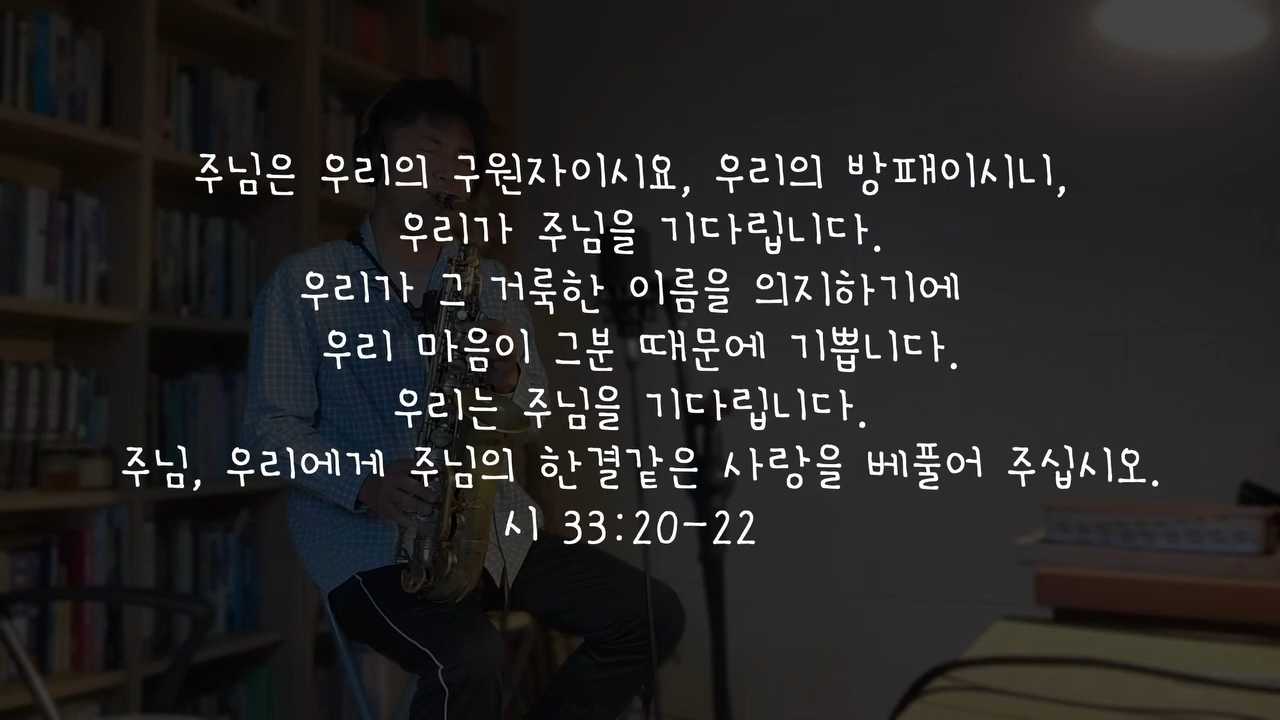 주님은 우리의 구원자이시요, 우리의 방패이시니,
우리가 주님을 기다립니다.
우리가 그 거룩한 이름을 의지하기에
우리 마음이 그분 때문에 기쁩니다.
우리는 주님을 기다립니다.
주님, 우리에게 주님의 한결같은 사랑을 베풀어 주십시오.
시 33:20-22